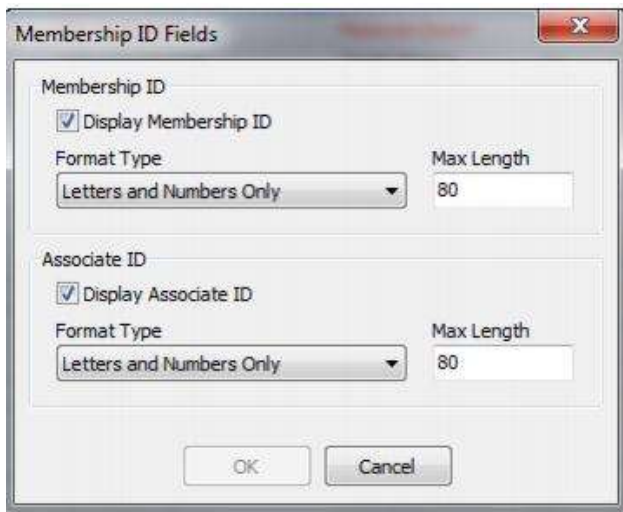 Membership ID Fields
Membership ID
Display Membership ID
Format Type Max Length
Letters and Numbers Only 80
Associate ID
Display Associate ID
Format Type Max Length
Letters and Numbers Only 80
OK Cancel